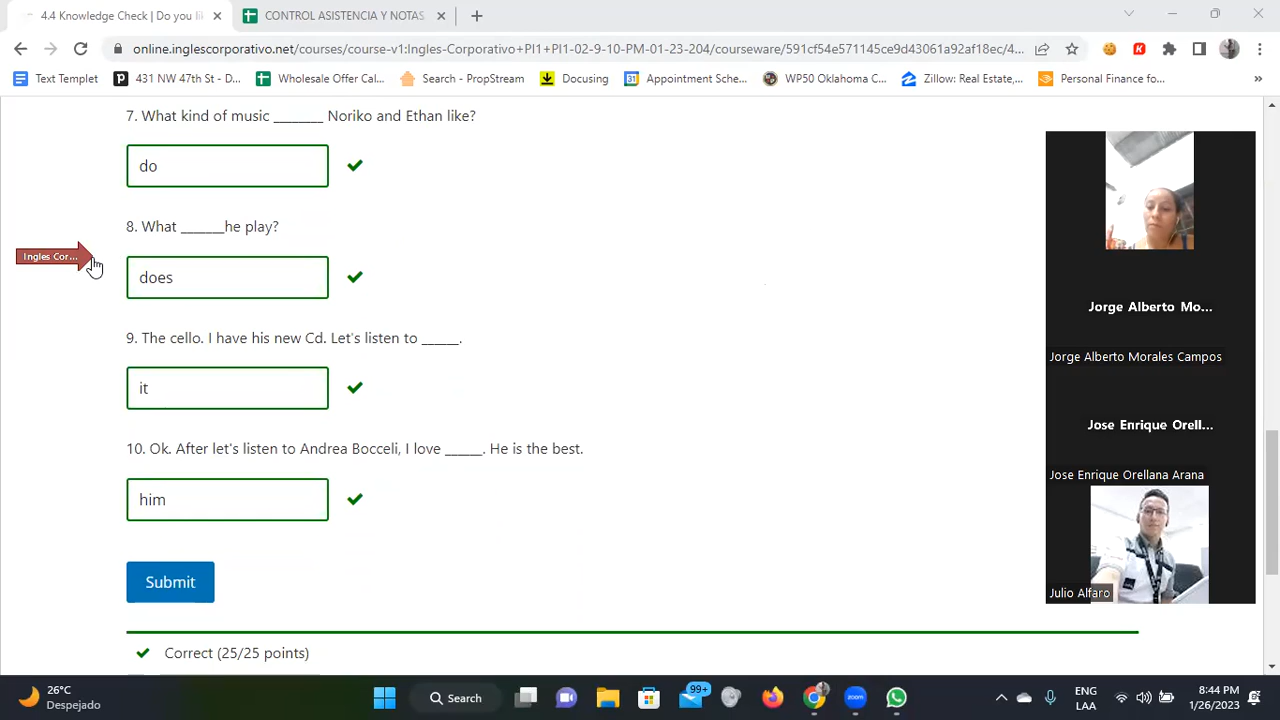 4.4 Knowledge Check | Do you li
CONTROL ASISTENCIA Y NOTAS
online.inglescorporativo.net/courses/course-v1:Ingles-Corporativo+PI1+PI1-02-9-10-PM-01-23-204/courseware/591cf54e571145ce9d43061a92af18ec/4...
Text Templet
431 NW 47th St - D...
Wholesale Offer Cal...
Search - PropStream
Docusing
Appointment Sche...
WP50 Oklahoma C...
Zillow: Real Estate,...
Personal Finance fo...
»
7. What kind of music ________ Noriko and Ethan like?
do
8. What _______he play?
Ingles Cor...
does
9. The cello. I have his new Cd. Let's listen to ______.
it
10. Ok. After let's listen to Andrea Bocceli, I love ______. He is the best.
him
Submit
Correct (25/25 points)
Jorge Alberto Mo...
Jorge Alberto Morales Campos
Jose Enrique Orell...
Jose Enrique Orellana Arana
Julio Alfaro
26°C
Despejado
Search
99+
ENG
LAA
8:44 PM
1/26/2023